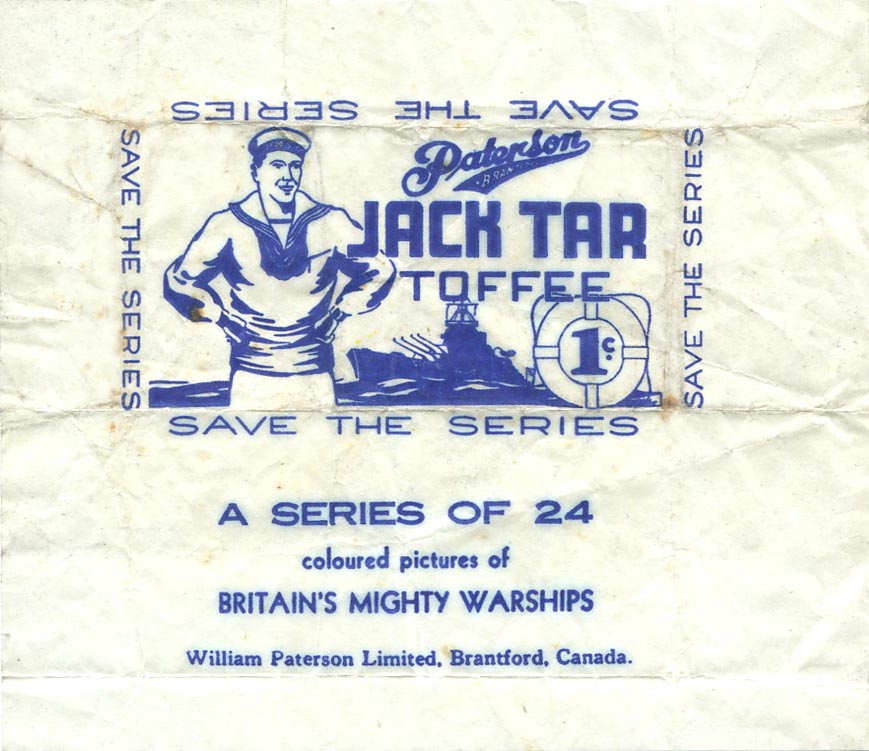 SAVE THE SERIES
SAVE THE SERIES
SAVE THE SERIES
Paterson
JACK TAR
TOFFEE
1c.
SAVE THE SERIES
A SERIES OF 24
coloured pictures of
BRITAIN'S MIGHTY WARSHIPS
William Paterson Limited, Brantford, Canada.